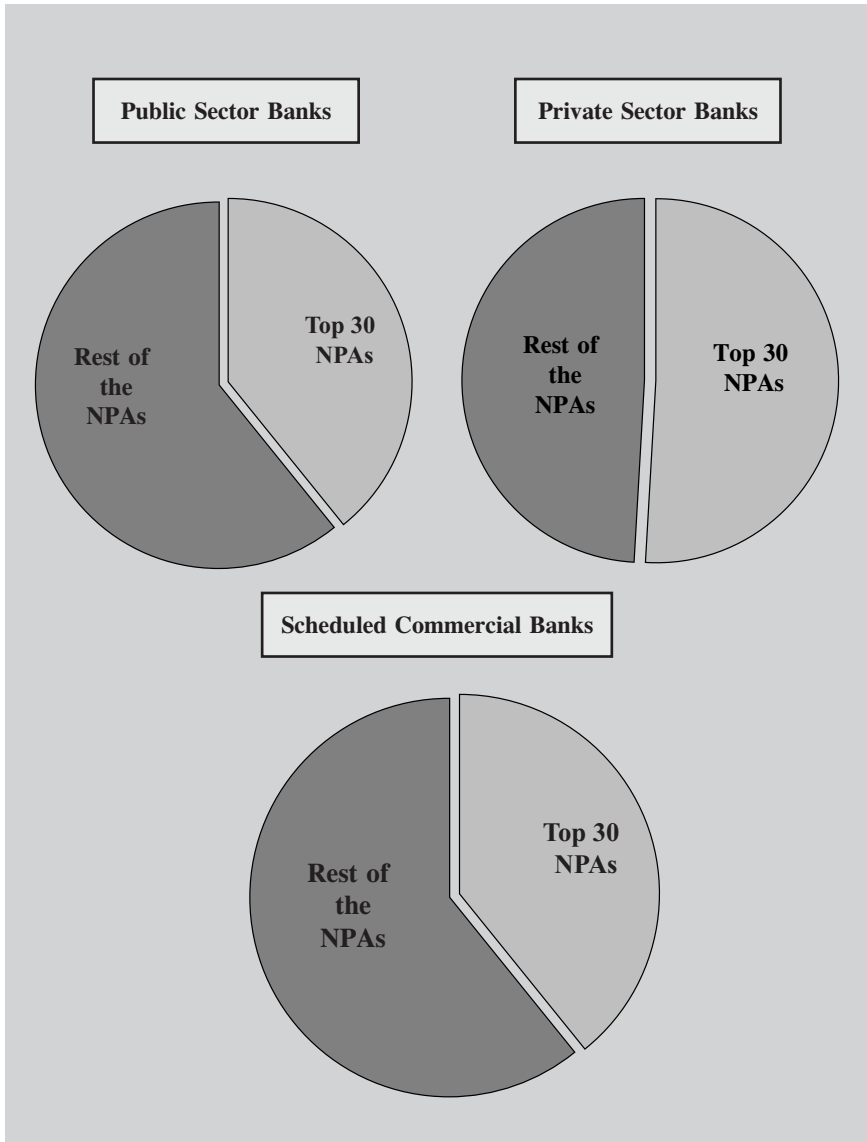 Public Sector Banks
Private Sector Banks
Rest of
the
NPAs
Top 30
NPAs
Rest of
the
NPAs
Top 30
NPAs
Scheduled Commercial Banks
Rest of
the
NPAs
Top 30
NPAs